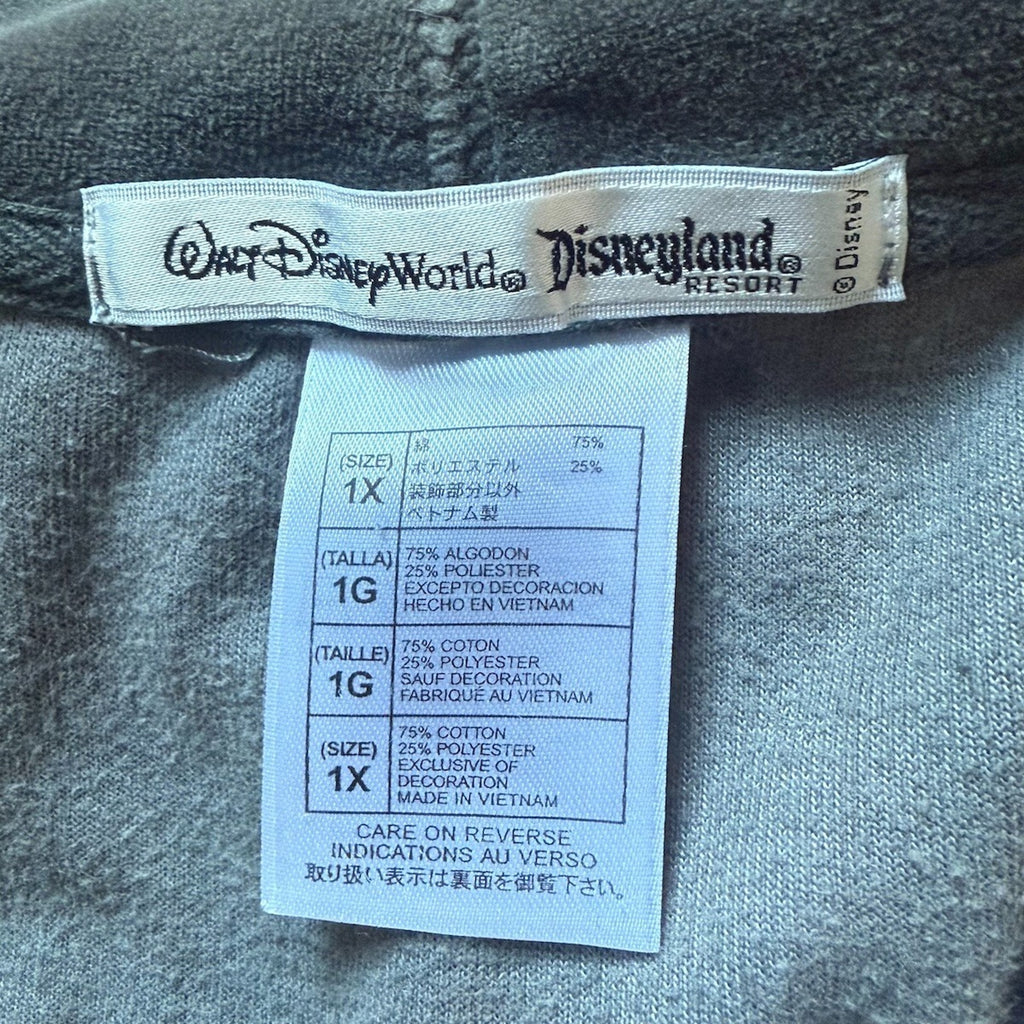 WALT DISNEY World® Disneyland®
RESORT
© Disney
(SIZE)
1X
綿 75%
ポリエステル 25%
装飾部分以外
ベトナム製
(TALLA)
1G
75% ALGODON
25% POLIESTER
EXCEPTO DECORACION
HECHO EN VIETNAM
(TAILLE)
1G
75% COTON
25% POLYESTER
SAUF DECORATION
FABRIQUÉ AU VIETNAM
(SIZE)
1X
75% COTTON
25% POLYESTER
EXCLUSIVE OF
DECORATION
MADE IN VIETNAM
CARE ON REVERSE
INDICATIONS AU VERSO
取り扱い表示は裏面を御覧下さい。